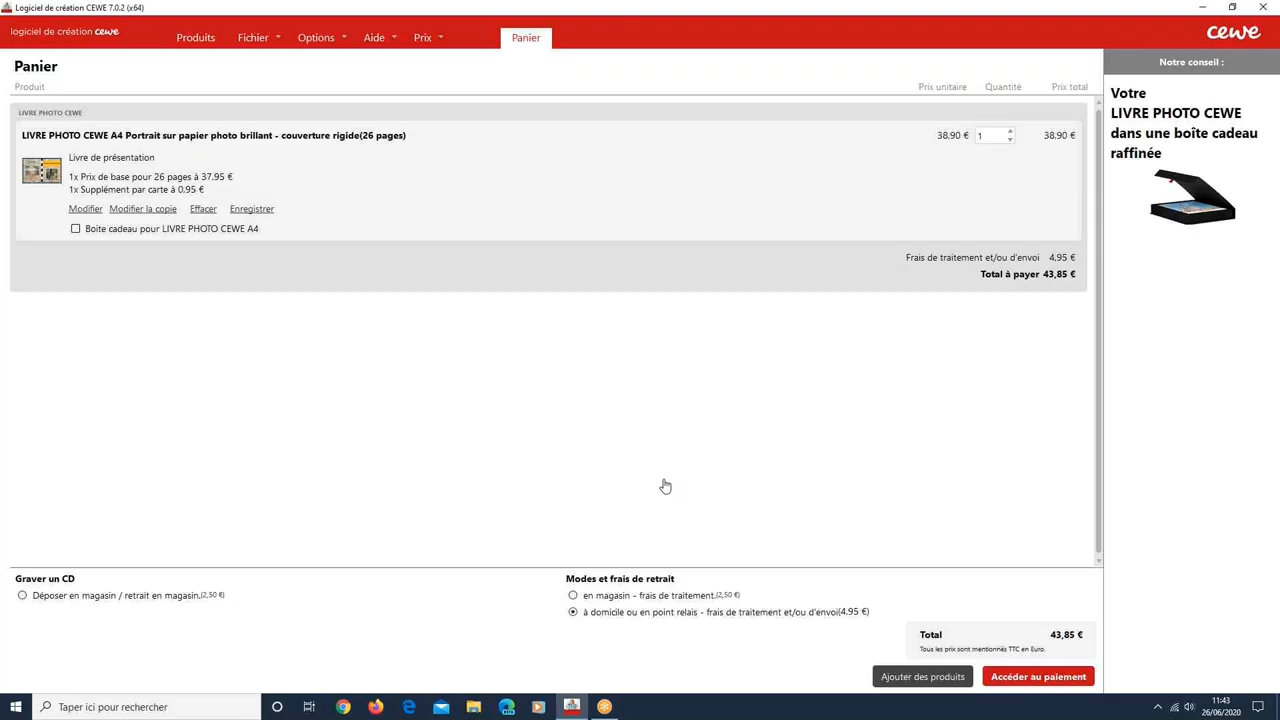 Logiciel de création CEWE 7.0.2 (x64)
logiciel de création cewe
Produits Fichier Options Aide Prix Panier
cewe
Panier
Produit Prix unitaire Quantité Prix total
LIVRE PHOTO CEWE
LIVRE PHOTO CEWE A4 Portrait sur papier photo brillant - couverture rigide(26 pages) 38,90 € 1 38,90 €
Livre de présentation
1x Prix de base pour 26 pages à 37,95 €
1x Supplément par carte à 0,95 €
Modifier Modifier la copie Effacer Enregistrer
Boite cadeau pour LIVRE PHOTO CEWE A4
Frais de traitement et/ou d'envoi 4,95 €
Total à payer 43,85 €
Notre conseil :
Votre
LIVRE PHOTO CEWE
dans une boîte cadeau
raffinée
Graver un CD
Déposer en magasin / retrait en magasin.(2,50 €)
Modes et frais de retrait
en magasin - frais de traitement.(2,50 €)
à domicile ou en point relais - frais de traitement et/ou d'envoi(4,95 €)
Total 43,85 €
Tous les prix sont mentionnés TTC en Euro.
Ajouter des produits Accéder au paiement
Taper ici pour rechercher
11:43
26/06/2020